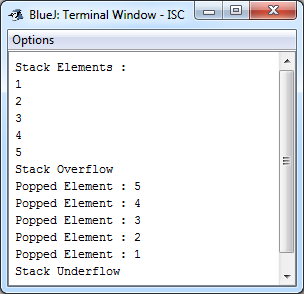 BlueJ: Terminal Window - ISC
Options
Stack Elements :
1
2
3
4
5
Stack Overflow
Popped Element : 5
Popped Element : 4
Popped Element : 3
Popped Element : 2
Popped Element : 1
Stack Underflow